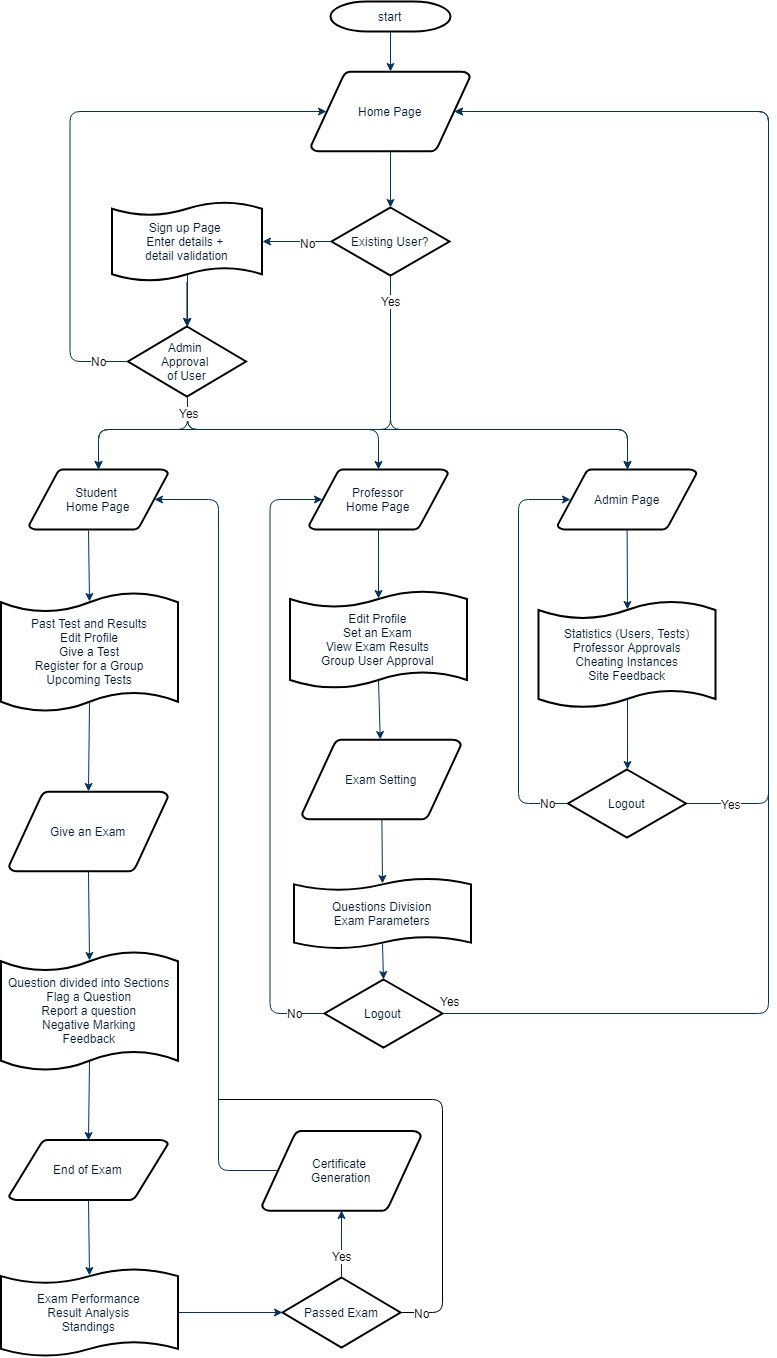 start
Home Page
Existing User?
No
Sign up Page
Enter details +
detail validation
Yes
Admin
Approval
of User
No
Yes
Student
Home Page
Professor
Home Page
Admin Page
Past Test and Results
Edit Profile
Give a Test
Register for a Group
Upcoming Tests
Edit Profile
Set an Exam
View Exam Results
Group User Approval
Statistics (Users, Tests)
Professor Approvals
Cheating Instances
Site Feedback
Give an Exam
Exam Setting
No
Logout
Yes
Questions Division
Exam Parameters
Question divided into Sections
Flag a Question
Report a question
Negative Marking
Feedback
No
Logout
Yes
End of Exam
Certificate
Generation
Yes
Exam Performance
Result Analysis
Standings
Passed Exam
No